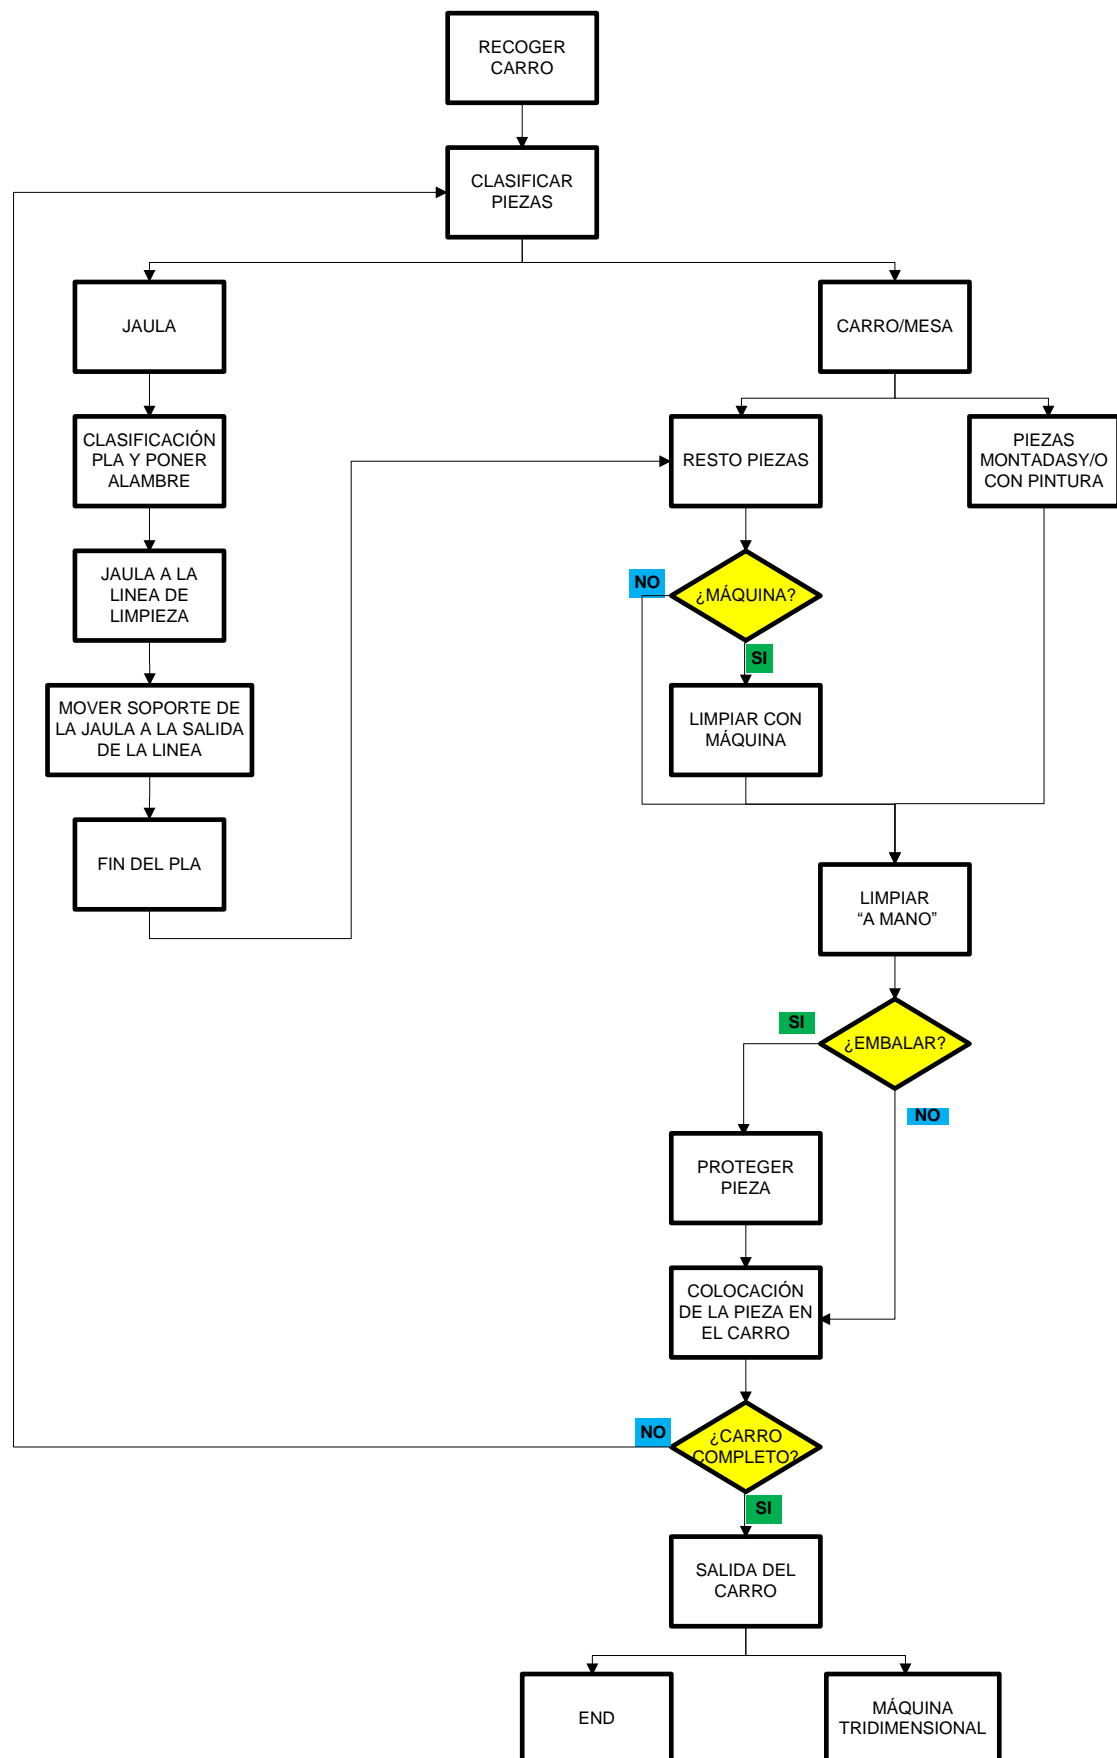 RECOGER
CARRO
CLASIFICAR
PIEZAS
JAULA
CARRO/MESA
CLASIFICACIÓN
PLA Y PONER
ALAMBRE
RESTO PIEZAS
PIEZAS
MONTADASY/O
CON PINTURA
JAULA A LA
LINEA DE
LIMPIEZA
NO
¿MÁQUINA?
SI
MOVER SOPORTE DE
LA JAULA A LA SALIDA
DE LA LINEA
LIMPIAR CON
MÁQUINA
FIN DEL PLA
LIMPIAR
“A MANO”
SI
¿EMBALAR?
NO
PROTEGER
PIEZA
COLOCACIÓN
DE LA PIEZA EN
EL CARRO
NO
¿CARRO
COMPLETO?
SI
SALIDA DEL
CARRO
END
MÁQUINA
TRIDIMENSIONAL